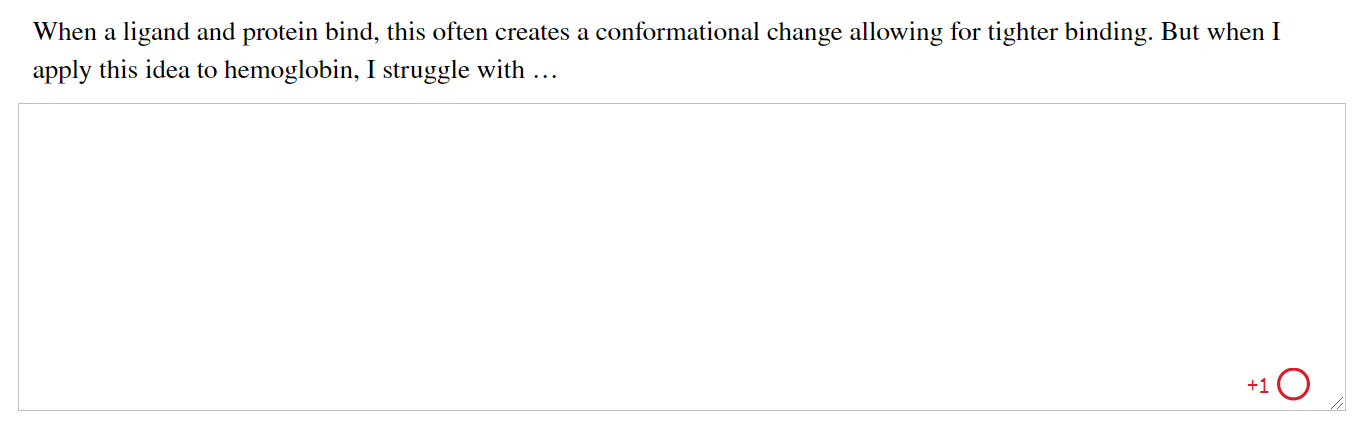 When a ligand and protein bind, this often creates a conformational change allowing for tighter binding. But when I
apply this idea to hemoglobin, I struggle with …
+1